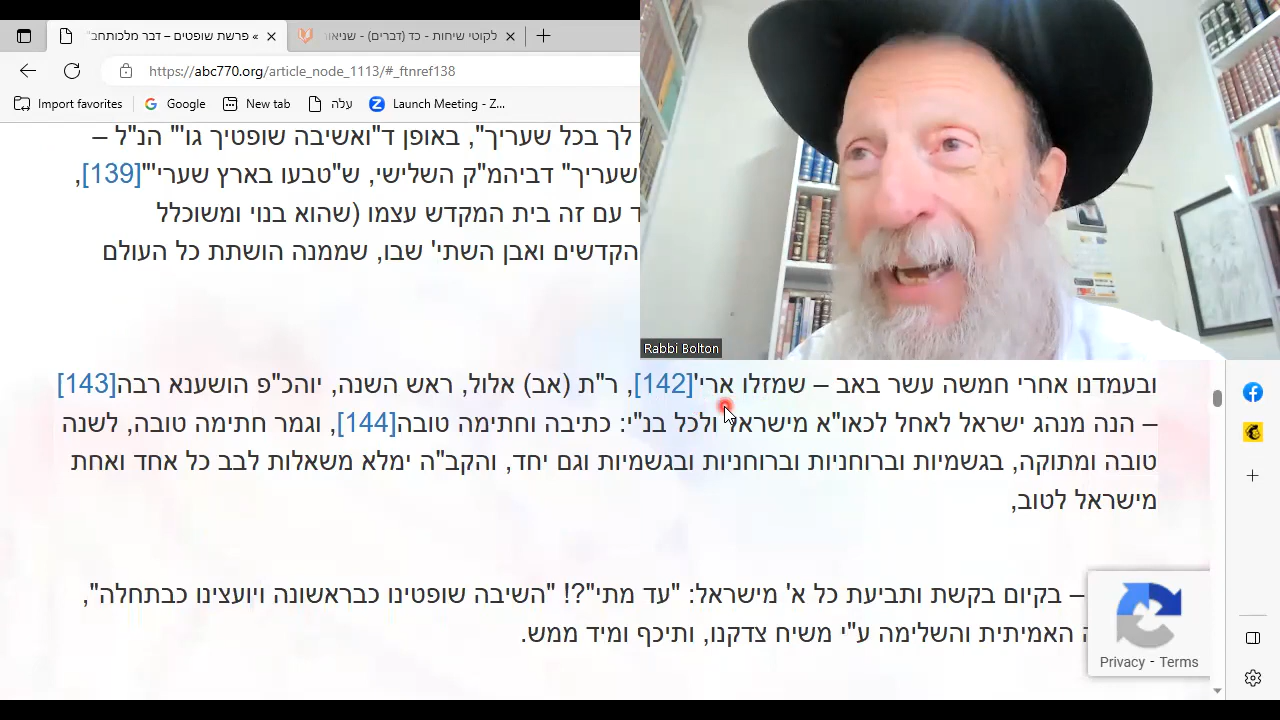 » פרשת שופטים – דבר מלכותחב"
לקוטי שיחות - כד (דברים) - שניאור
https://abc770.org/article_node_1113/#_ftnref138
Import favorites
Google
New tab
עלה
Launch Meeting - Z...
לך בכל שעריך", באופן ד"ואשיבה שופטיך גו'" הנ"ל –
שעריך" דביהמ"ק השלישי, ש"טבעו בארץ שערי'"[139],
ד עם זה בית המקדש עצמו (שהוא בנוי ומשוכלל
הקדשים ואבן השתי' שבו, שממנה הושתת כל העולם
Rabbi Bolton
ובעמדנו אחרי חמשה עשר באב – שמזלו ארי'[142], ר"ת (אב) אלול, ראש השנה, יוהכ"פ הושענא רבה[143]
– הנה מנהג ישראל לאחל לכאו"א מישראל ולכל בנ"י: כתיבה וחתימה טובה[144], וגמר חתימה טובה, לשנה
טובה ומתוקה, בגשמיות וברוחניות וברוחניות ובגשמיות וגם יחד, והקב"ה ימלא משאלות לבב כל אחד ואחת
מישראל לטוב,
– בקיום בקשת ותביעת כל א' מישראל: "עד מתי"?! "השיבה שופטינו כבראשונה ויועצינו כבתחלה",
ה האמיתית והשלימה ע"י משיח צדקנו, ותיכף ומיד ממש.
Privacy - Terms